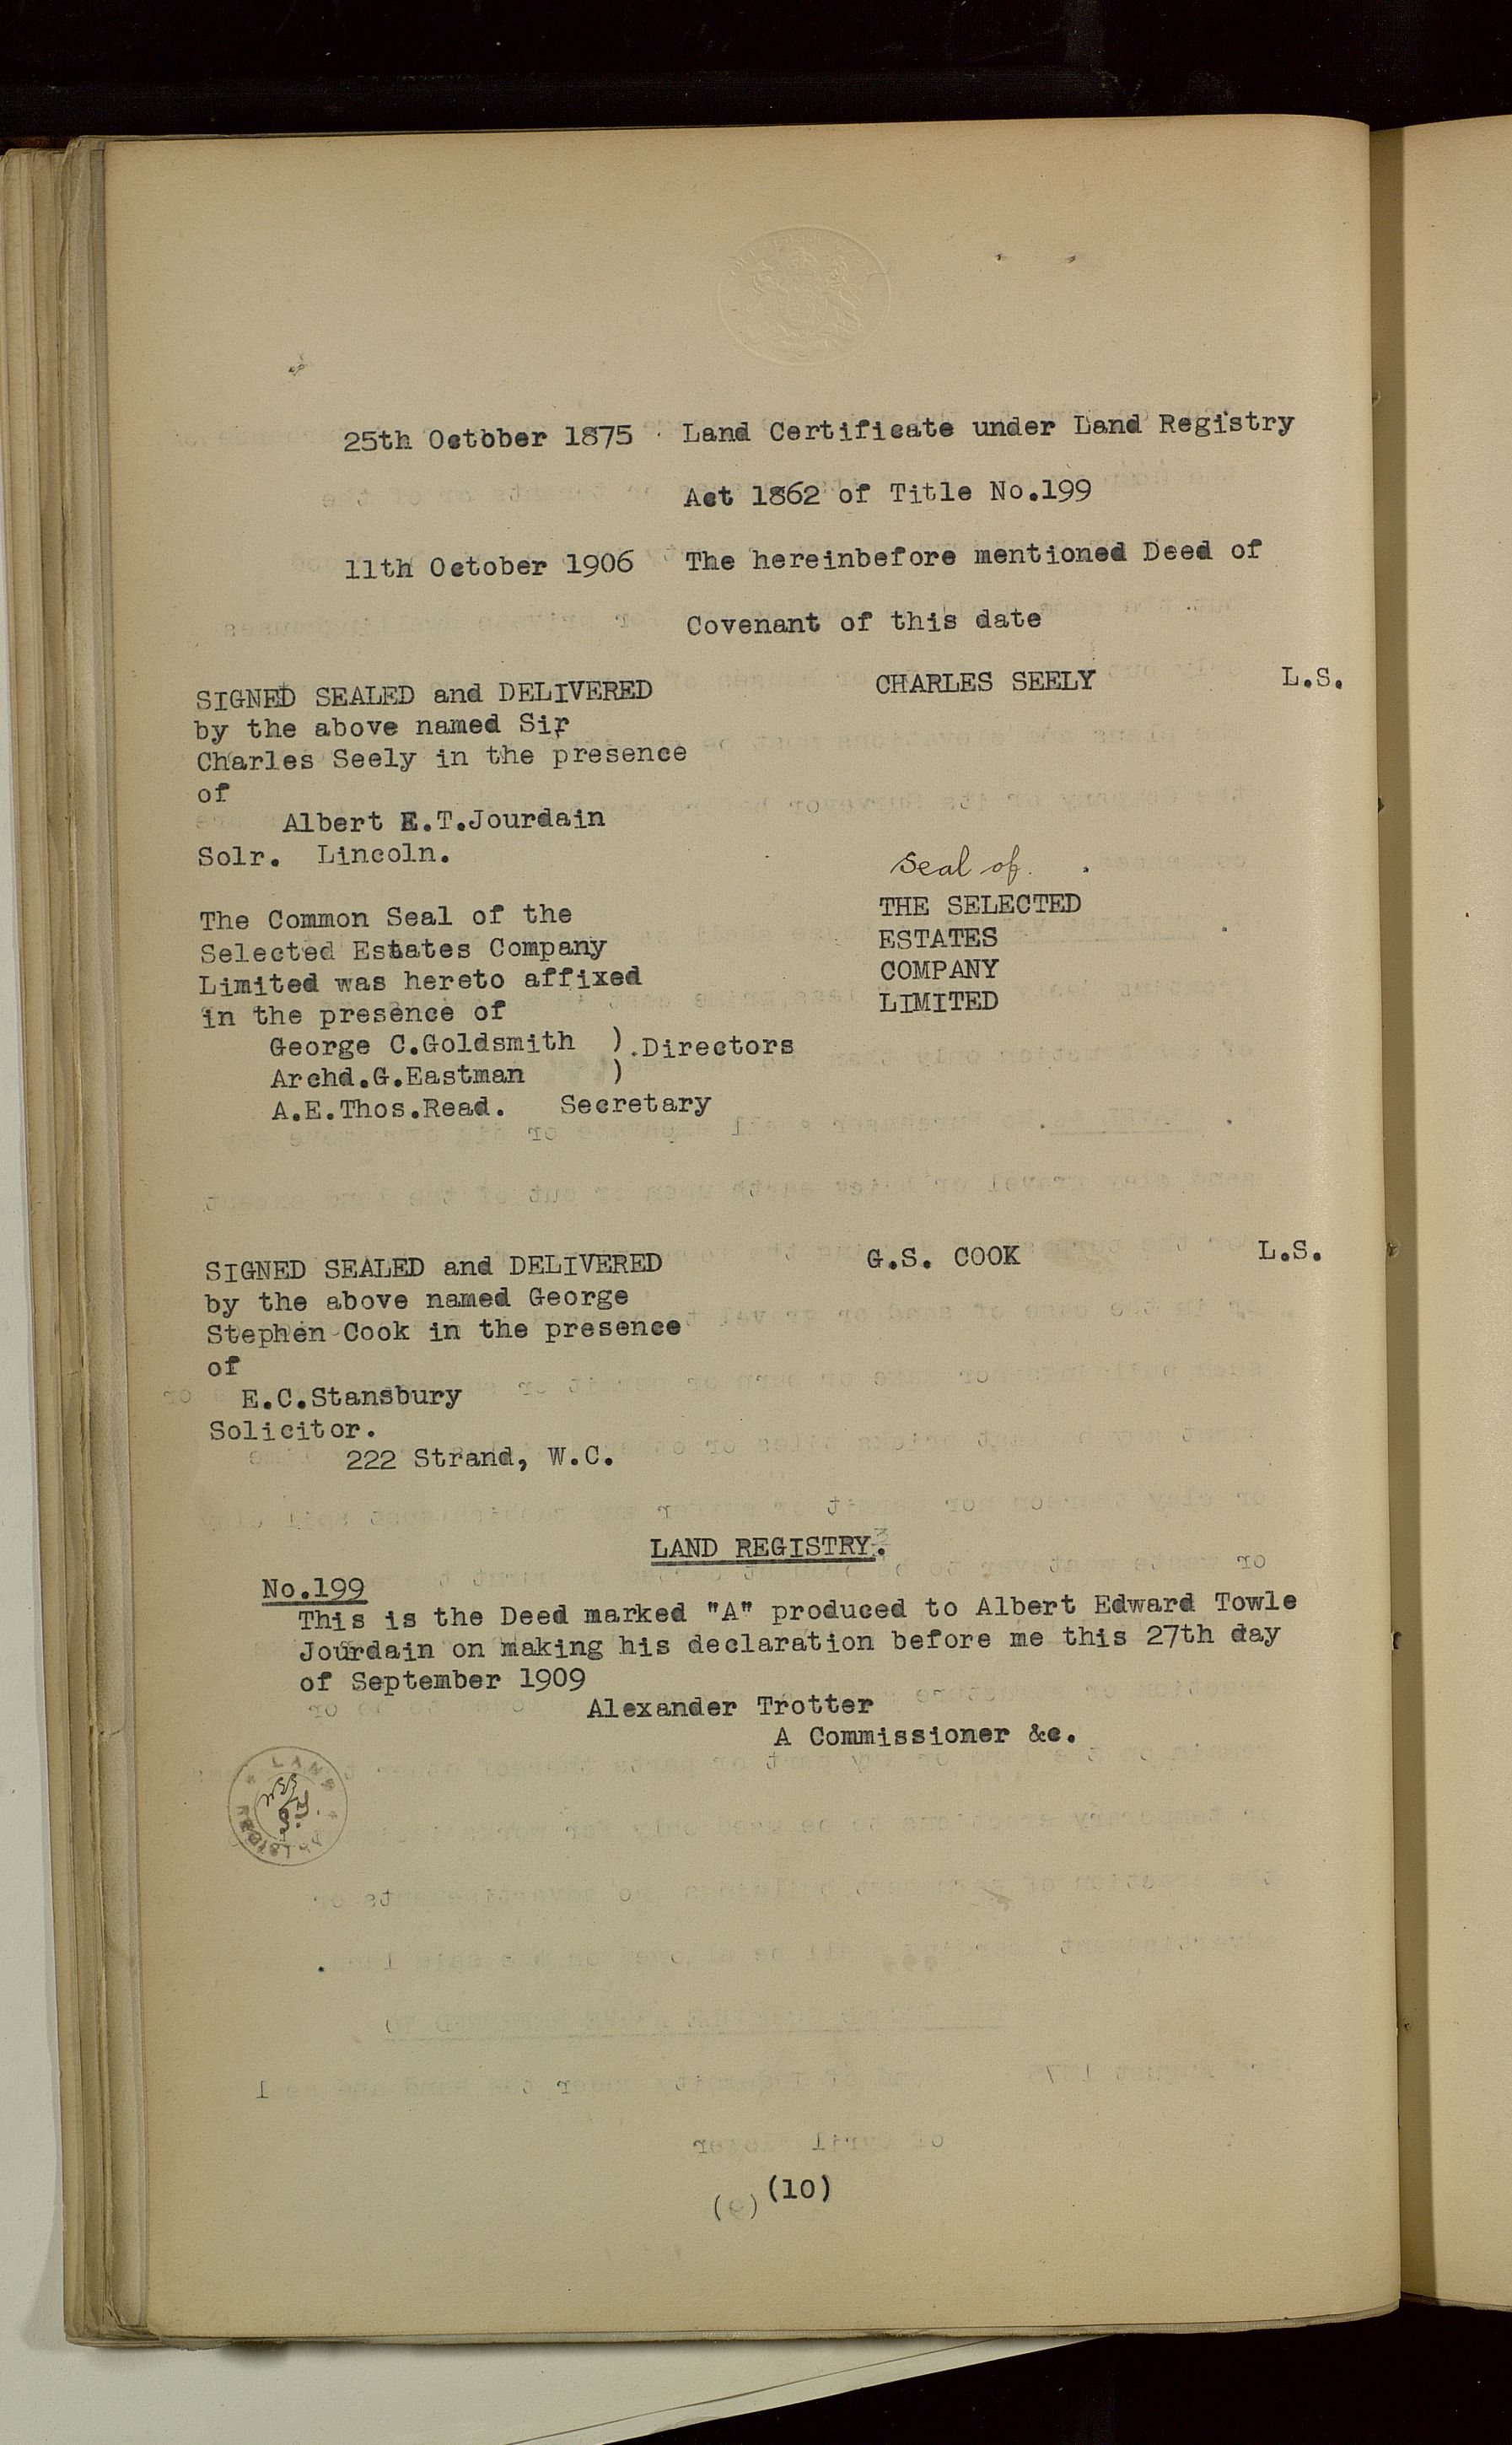 25th October 1875 Land Certificate under Land Registry
Act 1862 of Title No.199
11th October 1906 The hereinbefore mentioned Deed of
Covenant of this date
SIGNED SEALED and DELIVERED CHARLES SEELY L.S.
by the above named Sir
Charles Seely in the presence
of
Albert E.T.Jourdain
Solr. Lincoln.
Seal of
The Common Seal of the THE SELECTED
Selected Estates Company ESTATES
Limited was hereto affixed COMPANY
in the presence of LIMITED
George C.Goldsmith ) Directors
Archd.G.Eastman )
A.E.Thos.Read. Secretary
SIGNED SEALED and DELIVERED G.S. COOK L.S.
by the above named George
Stephen Cook in the presence
of
E.C.Stansbury
Solicitor.
222 Strand, W.C.
LAND REGISTRY.
No.199
This is the Deed marked "A" produced to Albert Edward Towle
Jourdain on making his declaration before me this 27th day
of September 1909
Alexander Trotter
A Commissioner &c.
(10)